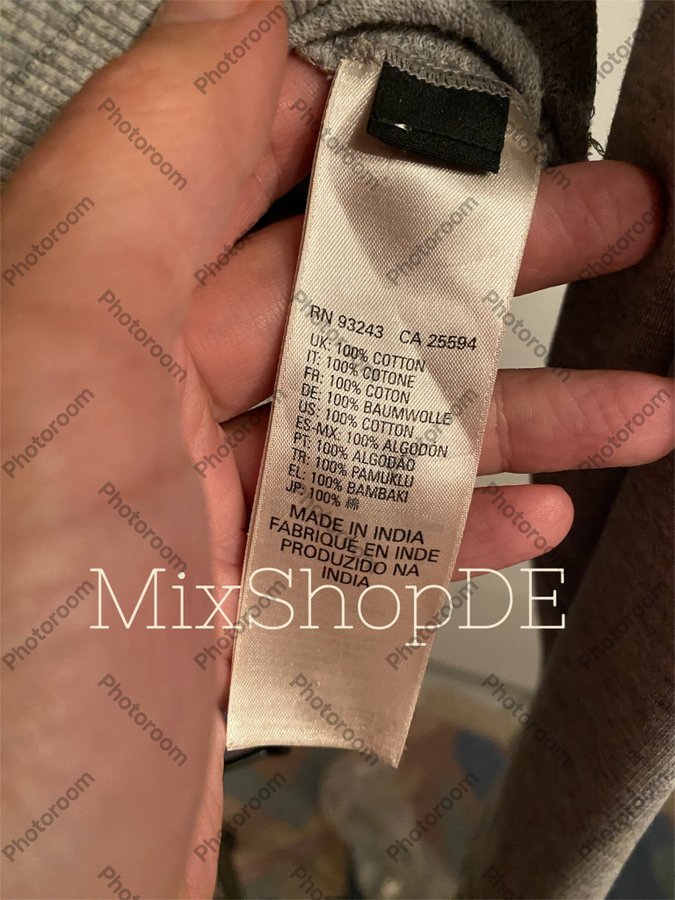 RN 93243 CA 25594
UK: 100% COTTON
IT: 100% COTONE
FR: 100% COTON
DE: 100% BAUMWOLLE
US: 100% COTTON
ES-MX: 100% ALGODÓN
PT: 100% ALGODÃO
TR: 100% PAMUKLU
EL: 100% BAMBAKI
JP: 100% 綿
MADE IN INDIA
FABRIQUÉ EN INDE
PRODUZIDO NA
INDIA
MixShopDE
Photoroom